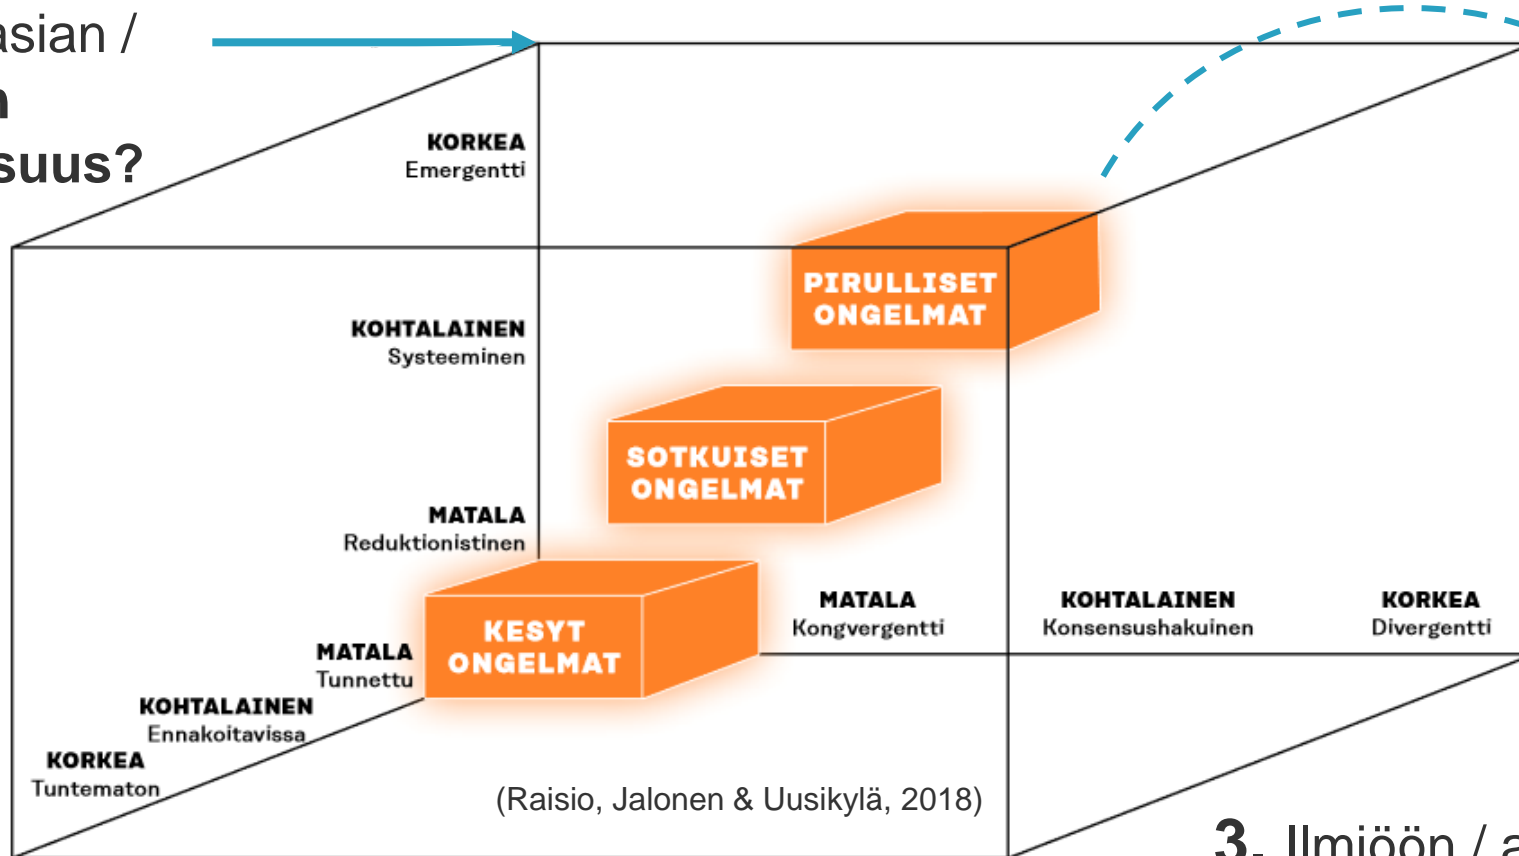 asian /
n
suus?
KORKEA
Emergentti
KOHTALAINEN
Systeeminen
MATALA
Reduktionistinen
PIRULLISET
ONGELMAT
SOTKUISET
ONGELMAT
KESYT
ONGELMAT
MATALA
Kongvergentti
KOHTALAINEN
Konsensushakuinen
KORKEA
Divergentti
MATALA
Tunnettu
KOHTALAINEN
Ennakoitavissa
KORKEA
Tuntematon
(Raisio, Jalonen & Uusikylä, 2018)
3. Ilmiöön / a